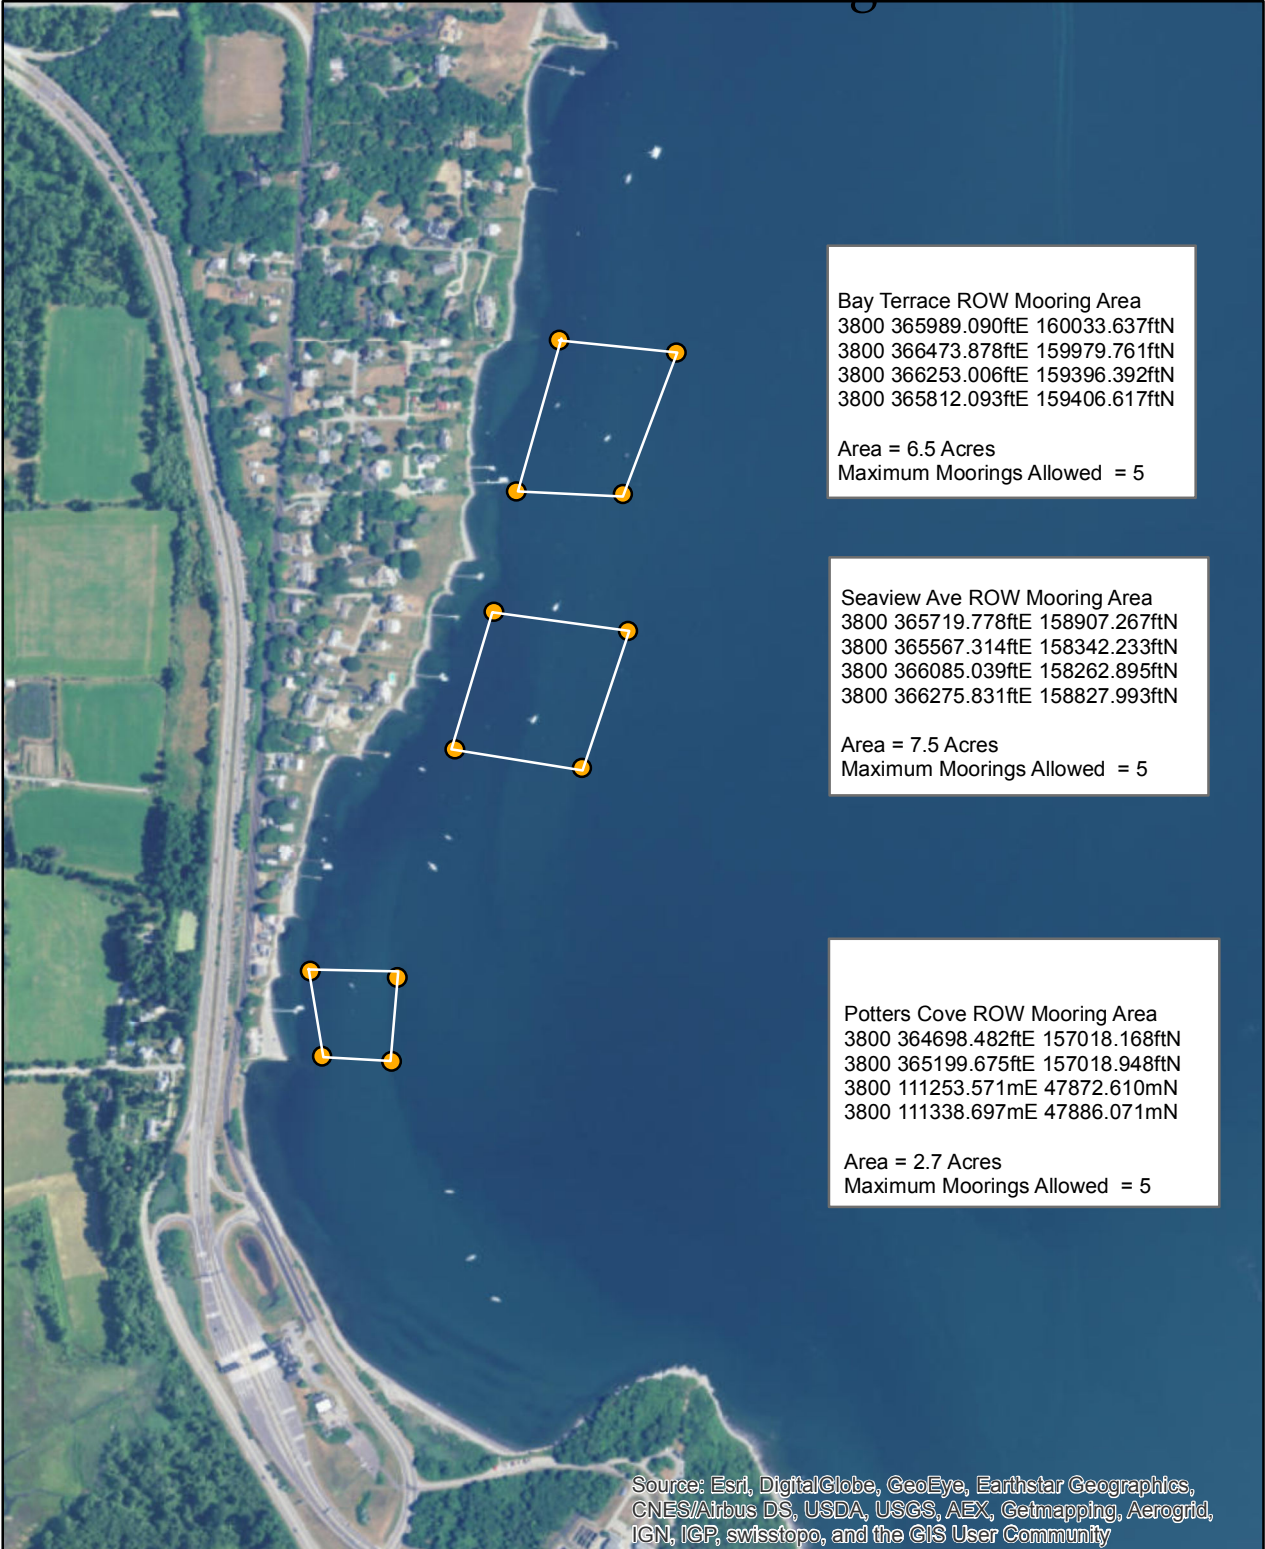 Bay Terrace ROW Mooring Area
3800 365989.090ftE 160033.637ftN
3800 366473.878ftE 159979.761ftN
3800 366253.006ftE 159396.392ftN
3800 365812.093ftE 159406.617ftN
Area = 6.5 Acres
Maximum Moorings Allowed = 5
Seaview Ave ROW Mooring Area
3800 365719.778ftE 158907.267ftN
3800 365567.314ftE 158342.233ftN
3800 366085.039ftE 158262.895ftN
3800 366275.831ftE 158827.993ftN
Area = 7.5 Acres
Maximum Moorings Allowed = 5
Potters Cove ROW Mooring Area
3800 364698.482ftE 157018.168ftN
3800 365199.675ftE 157018.948ftN
3800 111253.571mE 47872.610mN
3800 111338.697mE 47886.071mN
Area = 2.7 Acres
Maximum Moorings Allowed = 5
Source: Esri, DigitalGlobe, GeoEye, Earthstar Geographics,
CNES/Airbus DS, USDA, USGS, AEX, Getmapping, Aerogrid,
IGN, IGP, swisstopo, and the GIS User Community